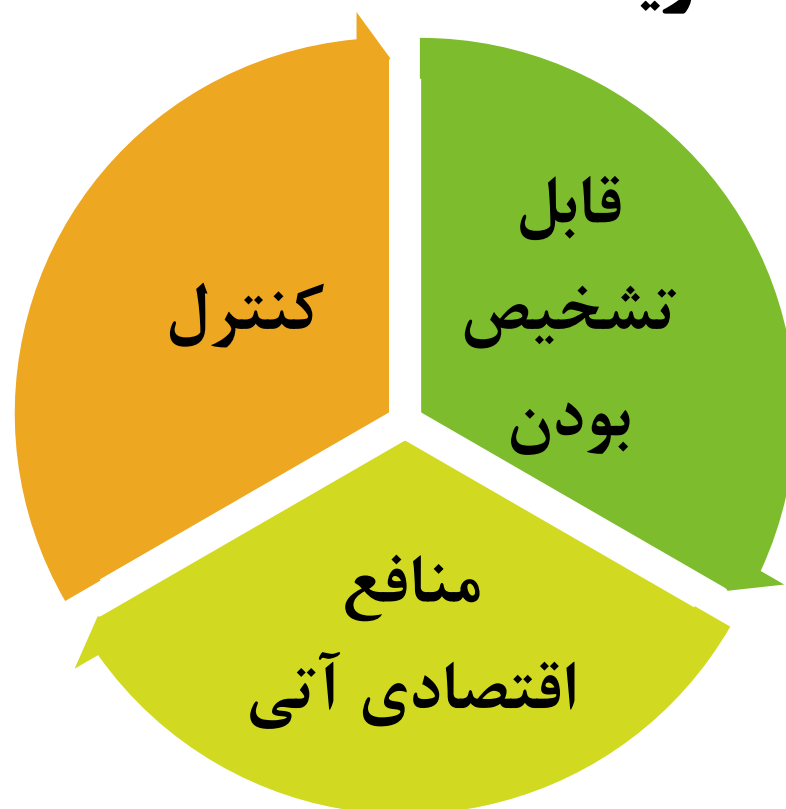 قابل
تشخیص
بودن
کنترل
منافع
اقتصادی آتی